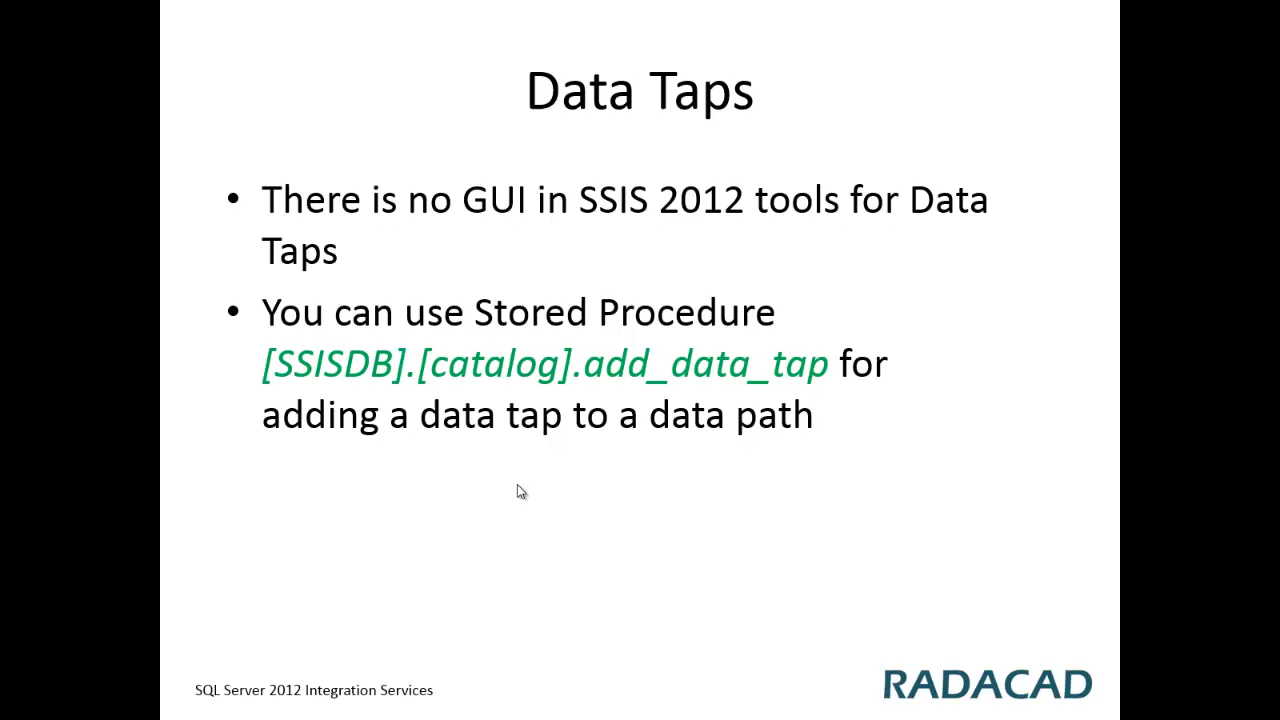 Data Taps
• There is no GUI in SSIS 2012 tools for Data
Taps
• You can use Stored Procedure
[SSISDB].[catalog].add_data_tap for
adding a data tap to a data path
SQL Server 2012 Integration Services
RADACAD